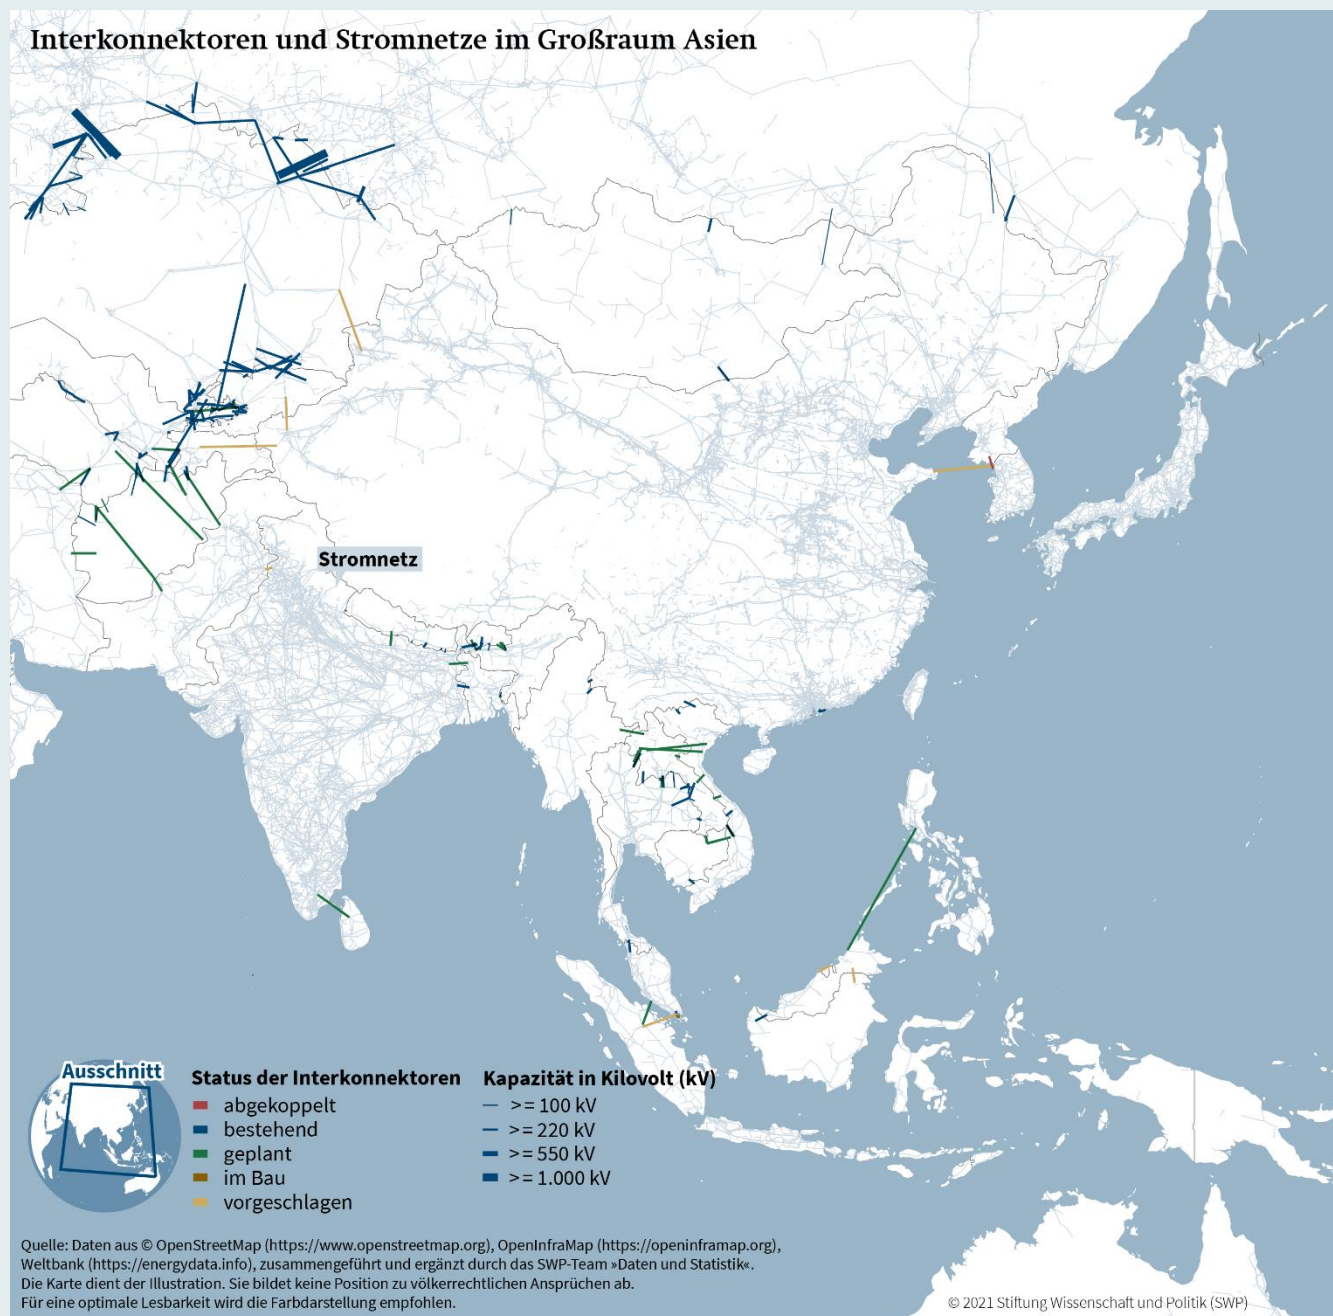 Interkonnektoren und Stromnetze im Großraum Asien
Stromnetz
Ausschnitt
Status der Interkonnektoren
abgekoppelt
bestehend
geplant
im Bau
vorgeschlagen
Kapazität in Kilovolt (kV)
>= 100 kV
>= 220 kV
>= 550 kV
>= 1.000 kV
Quelle: Daten aus © OpenStreetMap (https://www.openstreetmap.org), OpenInfraMap (https://openinframap.org),
Weltbank (https://energydata.info), zusammengeführt und ergänzt durch das SWP-Team »Daten und Statistik«.
Die Karte dient der Illustration. Sie bildet keine Position zu völkerrechtlichen Ansprüchen ab.
Für eine optimale Lesbarkeit wird die Farbdarstellung empfohlen.
© 2021 Stiftung Wissenschaft und Politik (SWP)